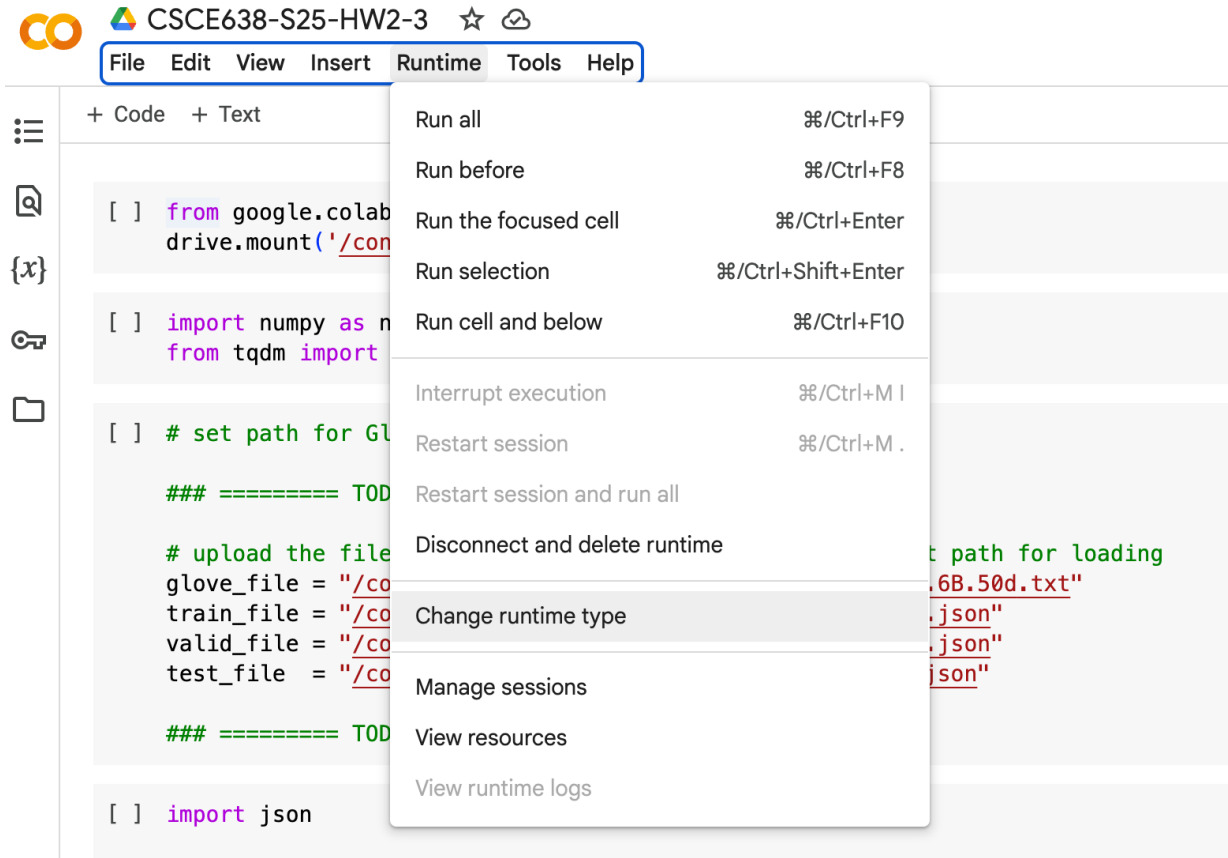 CSCE638-S25-HW2-3
File Edit View Insert Runtime Tools Help
+ Code + Text
Run all ⌘/Ctrl+F9
Run before ⌘/Ctrl+F8
Run the focused cell ⌘/Ctrl+Enter
Run selection ⌘/Ctrl+Shift+Enter
Run cell and below ⌘/Ctrl+F10
Interrupt execution ⌘/Ctrl+M I
Restart session ⌘/Ctrl+M .
Restart session and run all
Disconnect and delete runtime
Change runtime type
Manage sessions
View resources
View runtime logs
{x}
[ ] from google.colab
drive.mount('/con
[ ] import numpy as n
from tqdm import
[ ] # set path for Gl
### ========= TOD
# upload the file t path for loading
glove_file = "/co .6B.50d.txt"
train_file = "/co .json"
valid_file = "/co .json"
test_file = "/co json"
### ========= TOD
[ ] import json